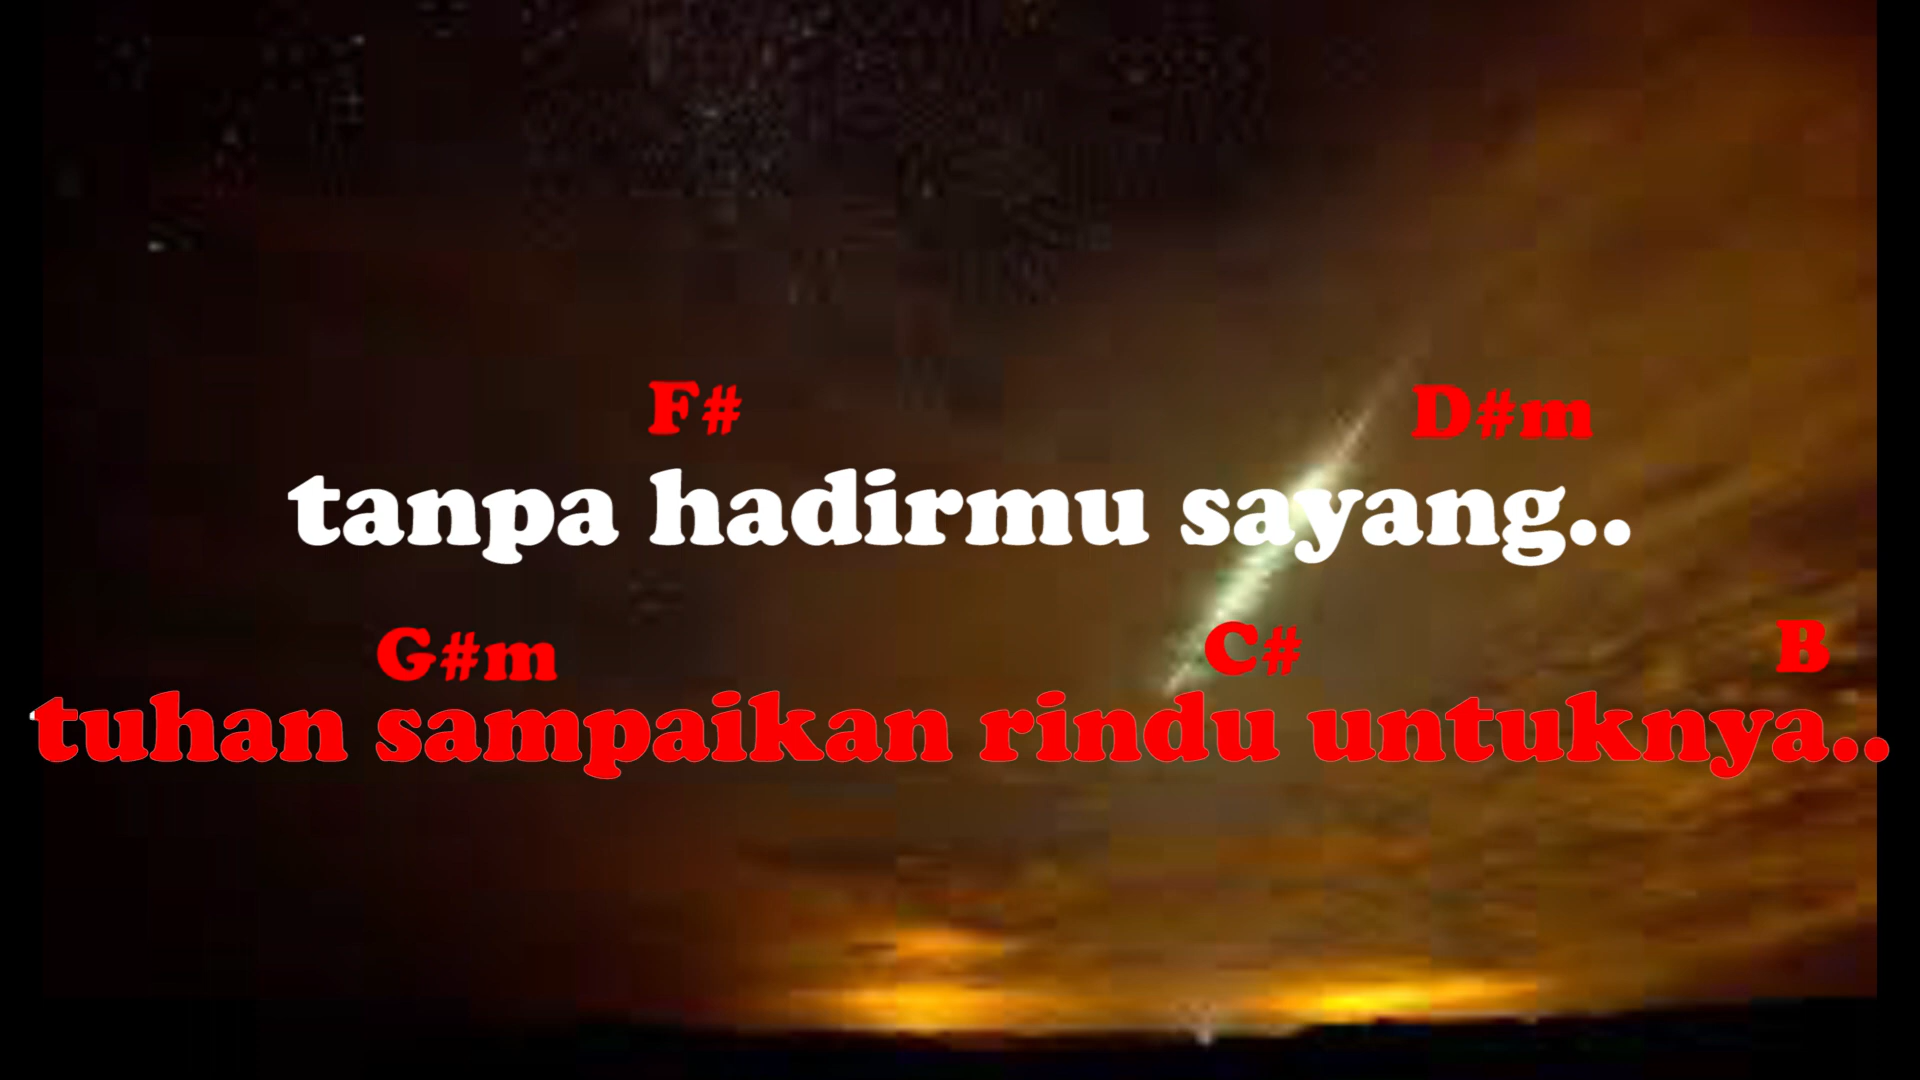 F# D#m
tanpa hadirmu sayang..
G#m C# B
tuhan sampaikan rindu untuknya..